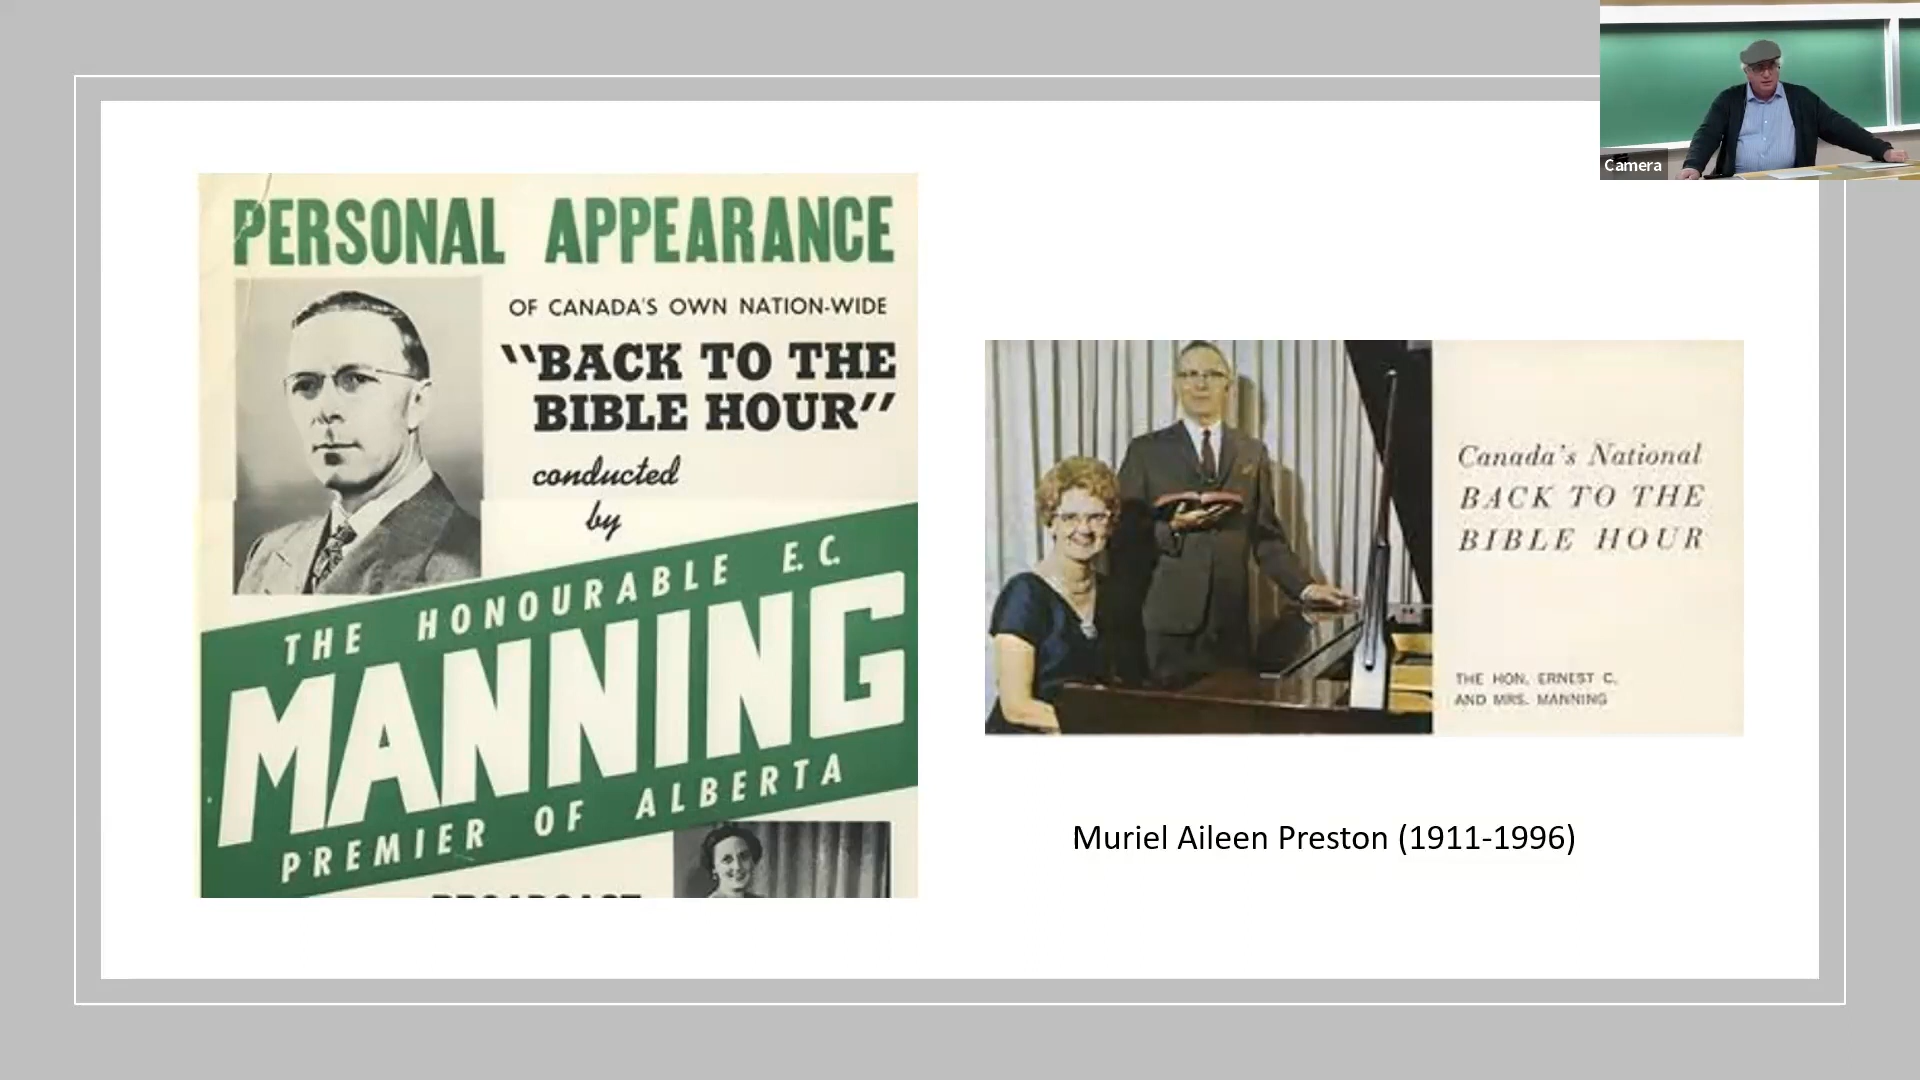 PERSONAL APPEARANCE
OF CANADA'S OWN NATION-WIDE
"BACK TO THE
BIBLE HOUR"
conducted
by
THE HONOURABLE E.C.
MANNING
PREMIER OF ALBERTA
Canada's National
BACK TO THE
BIBLE HOUR
THE HON. ERNEST C.
AND MRS. MANNING
Muriel Aileen Preston (1911-1996)
Camera